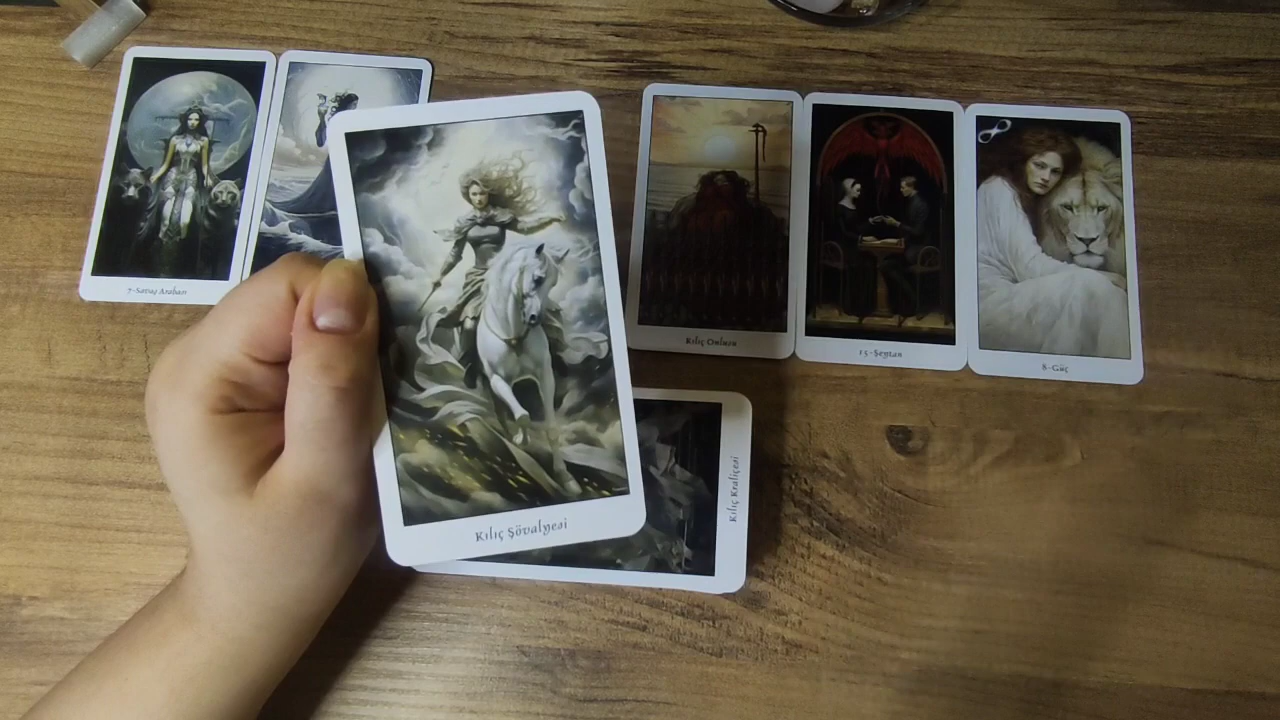 7-Savaş Arabası
Kılıç Onlusu
15-Şeytan
8-Güç
Kılıç Şövalyesi
Kılıç Kraliçesi